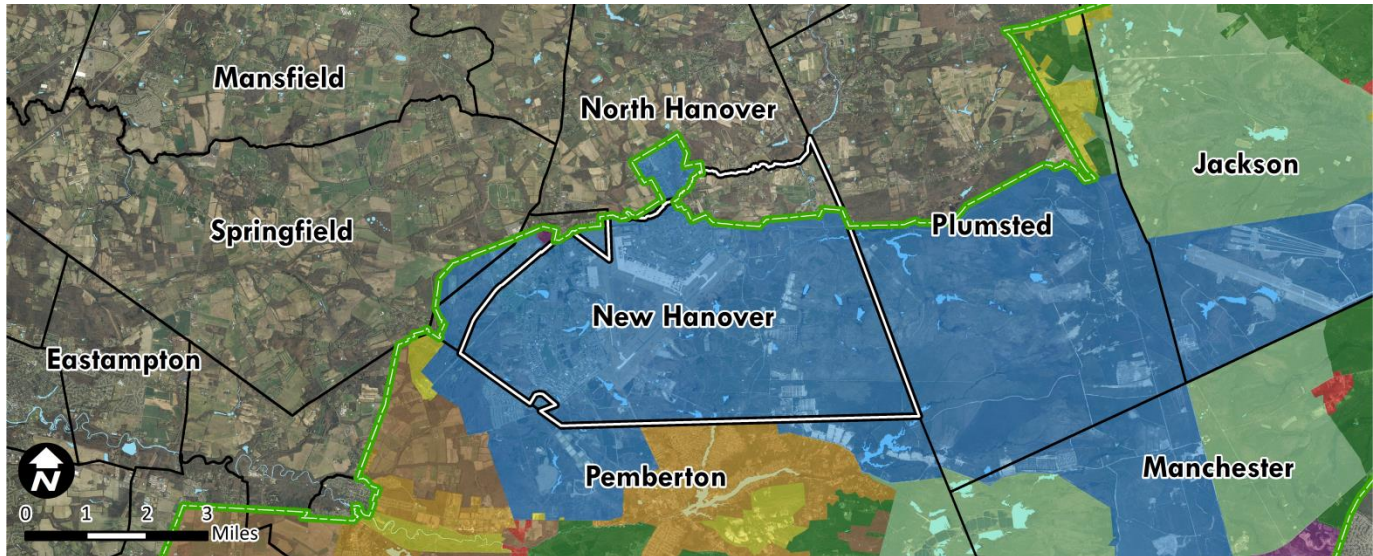 Mansfield
North Hanover
Jackson
Springfield
Plumsted
New Hanover
Eastampton
Pemberton
Manchester
N
0 1 2 3
Miles